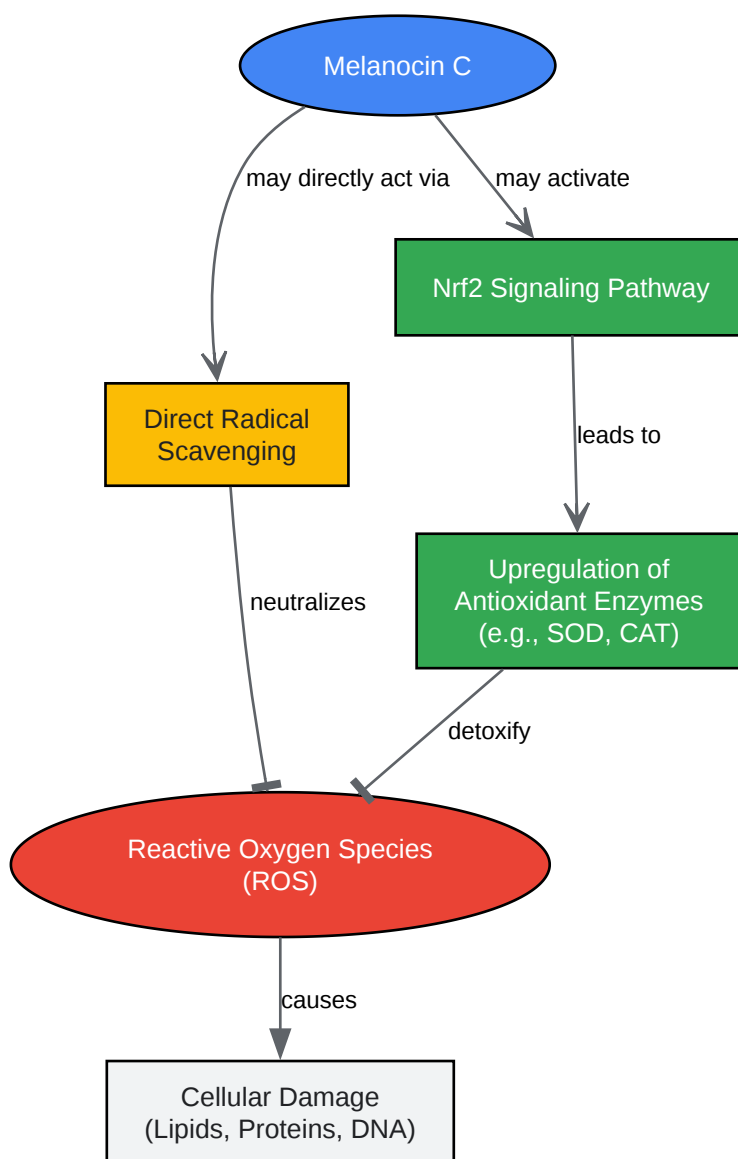 Melanocin C
may directly act via
may activate
Nrf2 Signaling Pathway
Direct Radical
Scavenging
leads to
Upregulation of
Antioxidant Enzymes
(e.g., SOD, CAT)
neutralizes
detoxify
Reactive Oxygen Species
(ROS)
causes
Cellular Damage
(Lipids, Proteins, DNA)